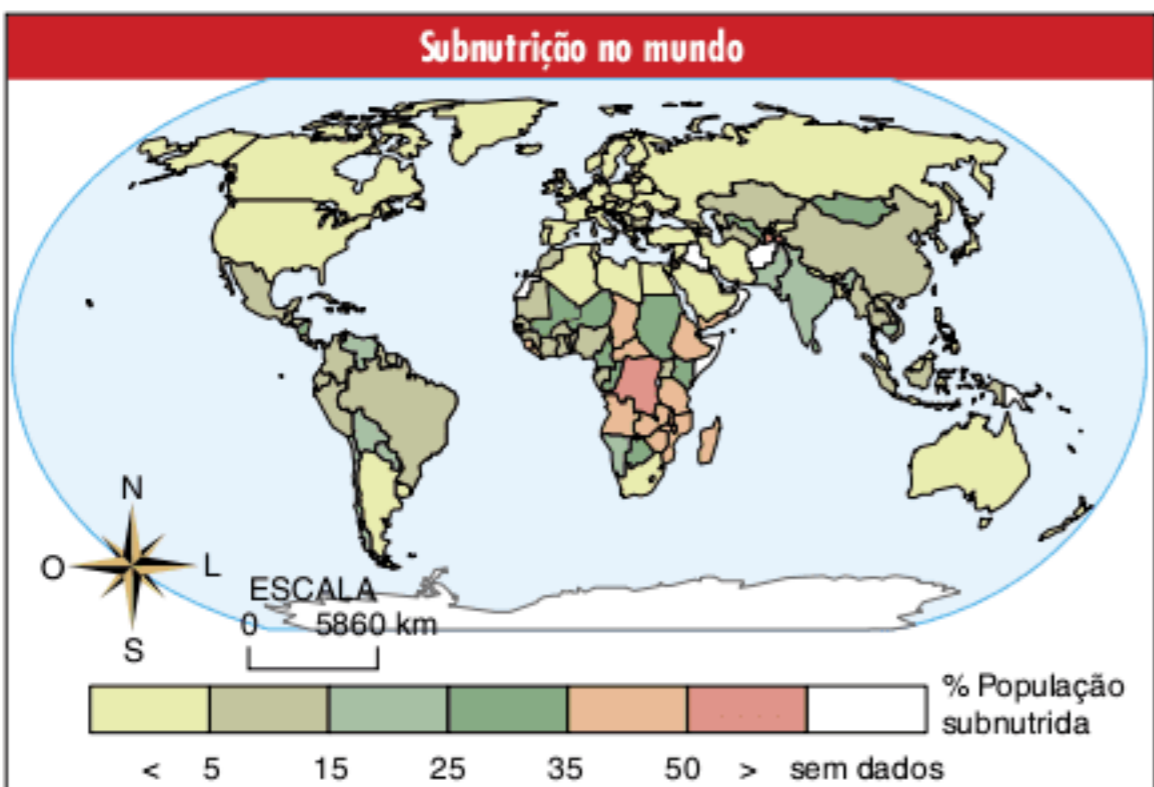 Subnutrição no mundo
N
O
L
S
ESCALA
0 5860 km
% População
subnutrida
< 5 15 25 35 50 > sem dados